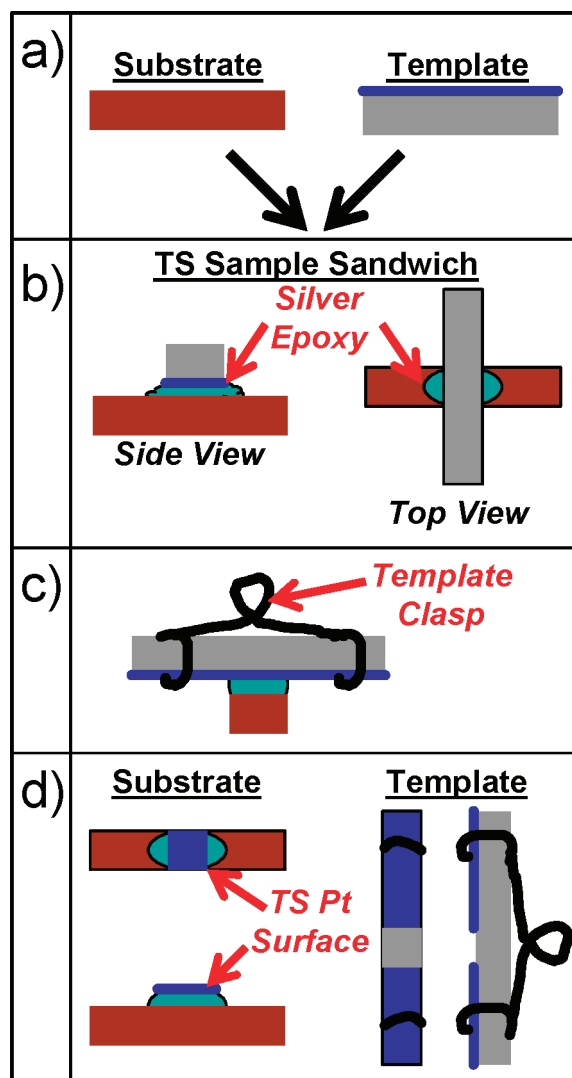 a)
Substrate
Template
b)
TS Sample Sandwich
Silver
Epoxy
Side View
Top View
c)
Template
Clasp
d)
Substrate
Template
TS Pt
Surface